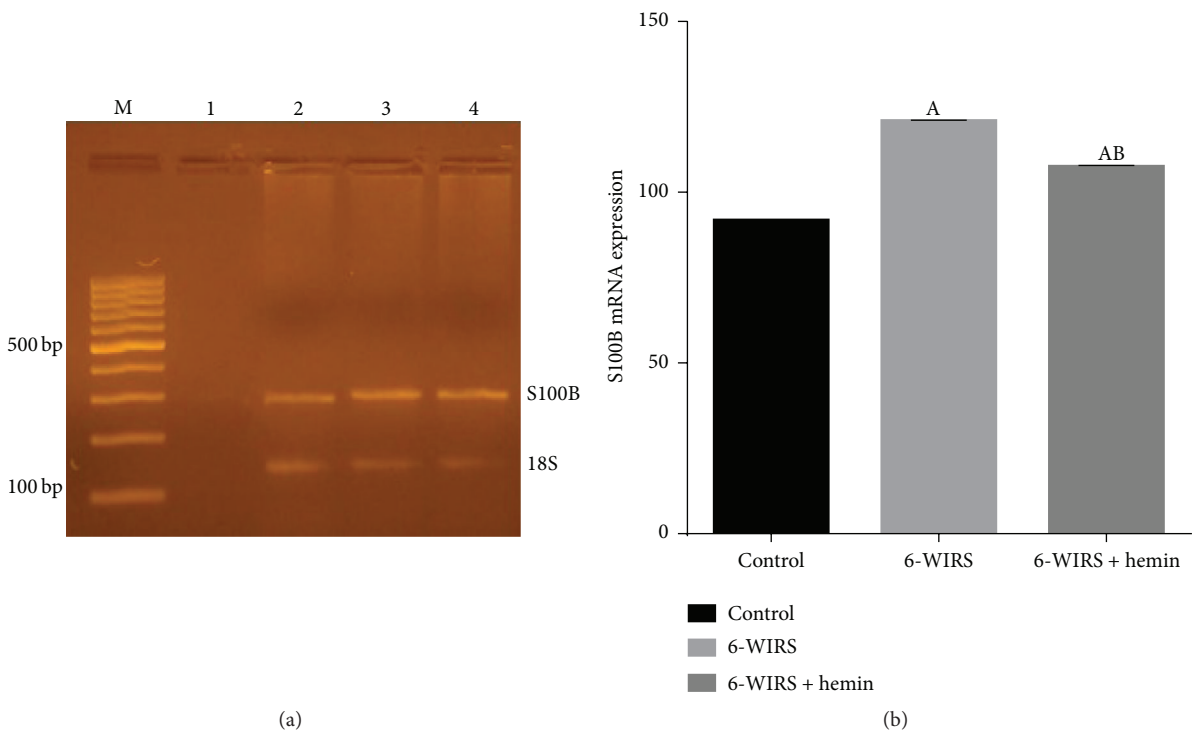 M 1 2 3 4
500 bp
S100B
18S
100 bp
(a)
150
100
50
0
S100B mRNA expression
A
AB
Control 6-WIRS 6-WIRS + hemin
Control
6-WIRS
6-WIRS + hemin
(b)